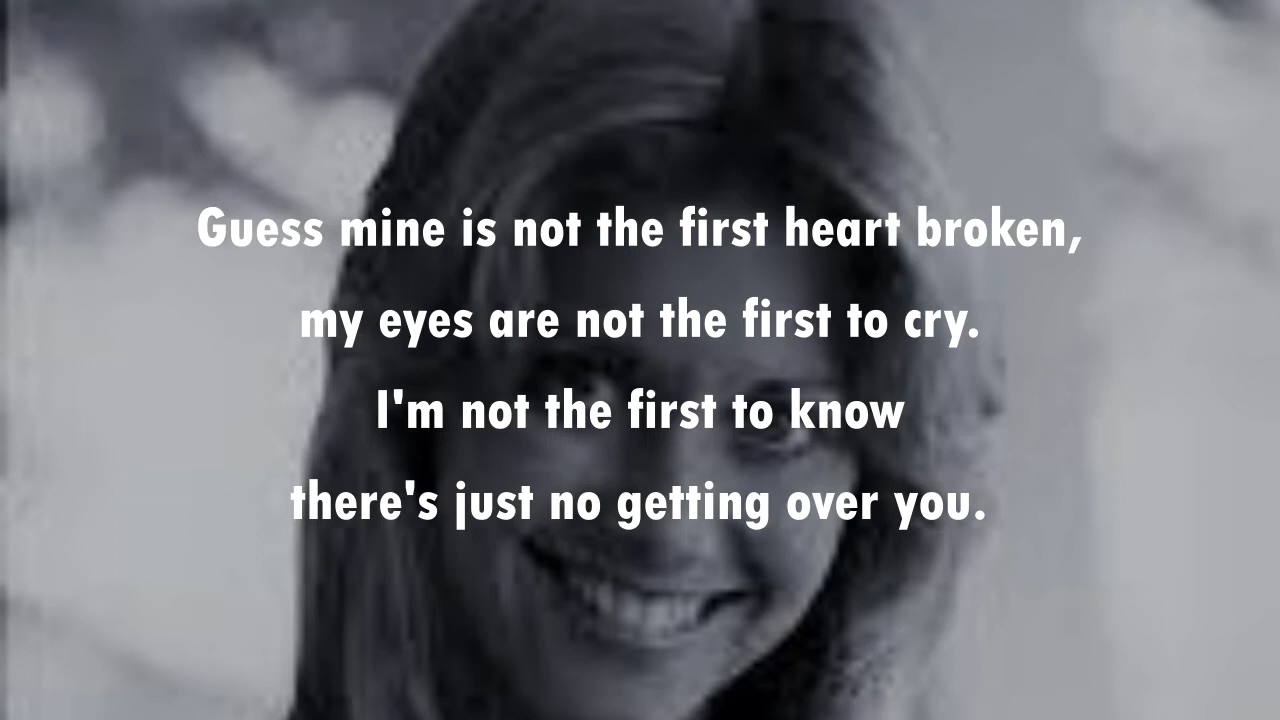 Guess mine is not the first heart broken,
my eyes are not the first to cry.
I'm not the first to know
there's just no getting over you.